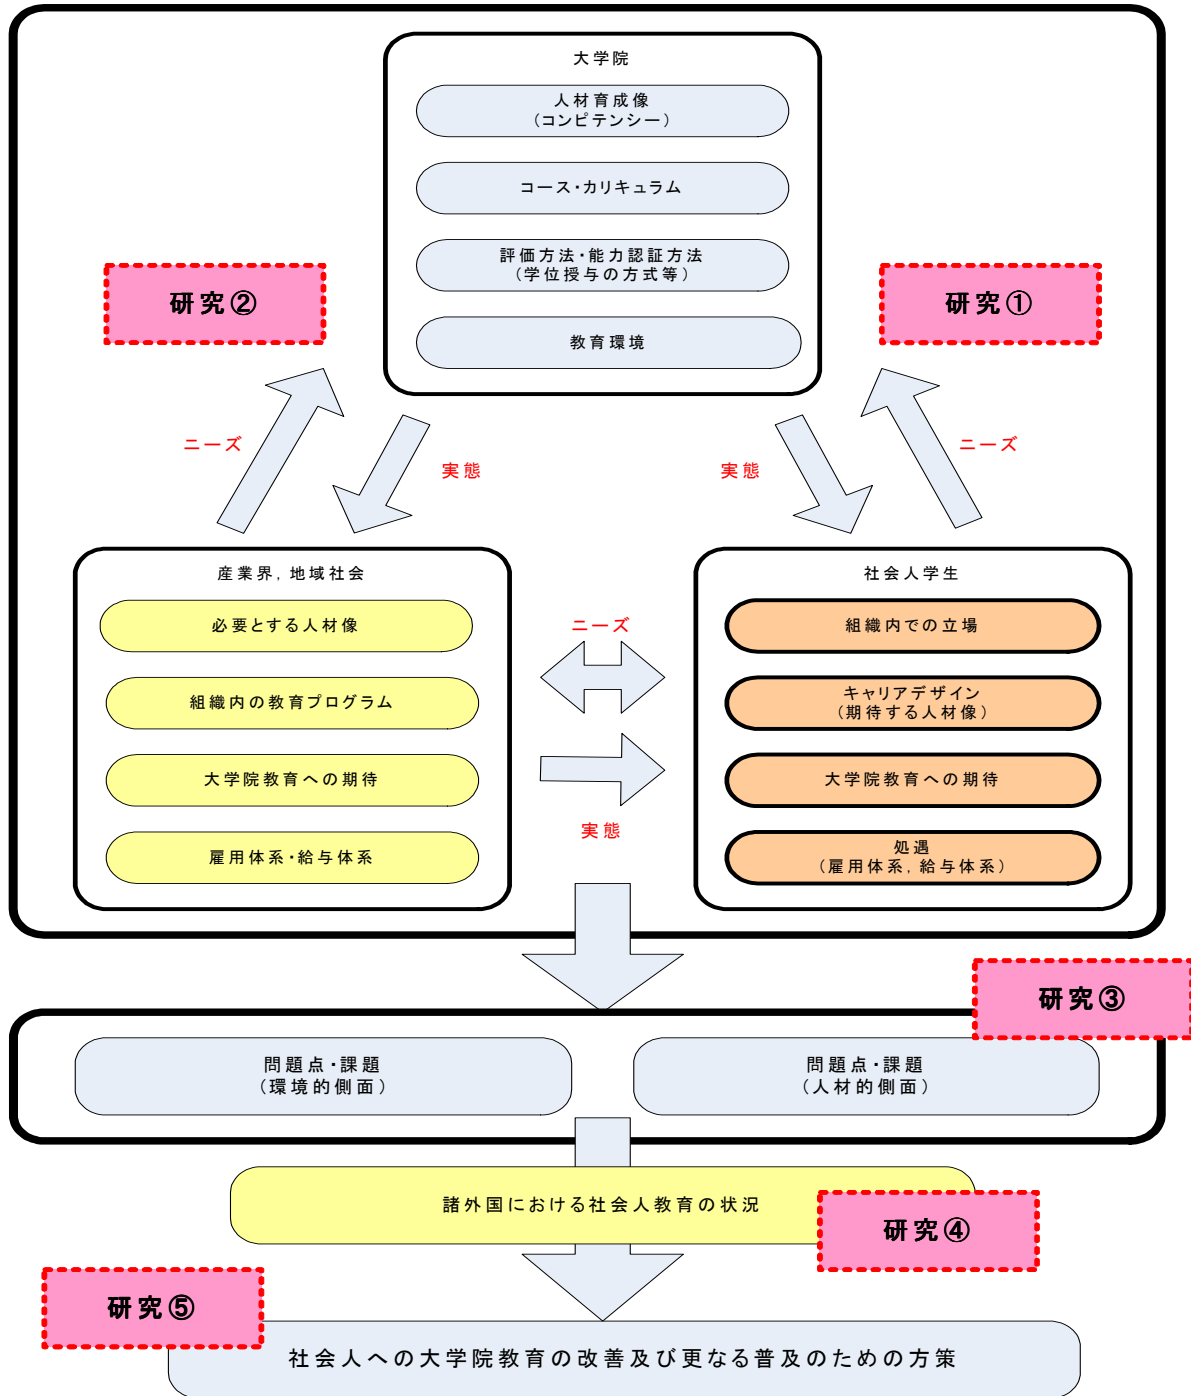 大学院
人材育成像
(コンピテンシー)
コース・カリキュラム
評価方法・能力認証方法
(学位授与の方式等)
教育環境
研究②
研究①
ニーズ
実態
実態
ニーズ
産業界, 地域社会
必要とする人材像
組織内の教育プログラム
大学院教育への期待
雇用体系・給与体系
ニーズ
実態
社会人学生
組織内での立場
キャリアデザイン
(期待する人材像)
大学院教育への期待
処遇
(雇用体系, 給与体系)
研究③
問題点・課題
(環境的側面)
問題点・課題
(人材的側面)
諸外国における社会人教育の状況
研究④
研究⑤
社会人への大学院教育の改善及び更なる普及のための方策